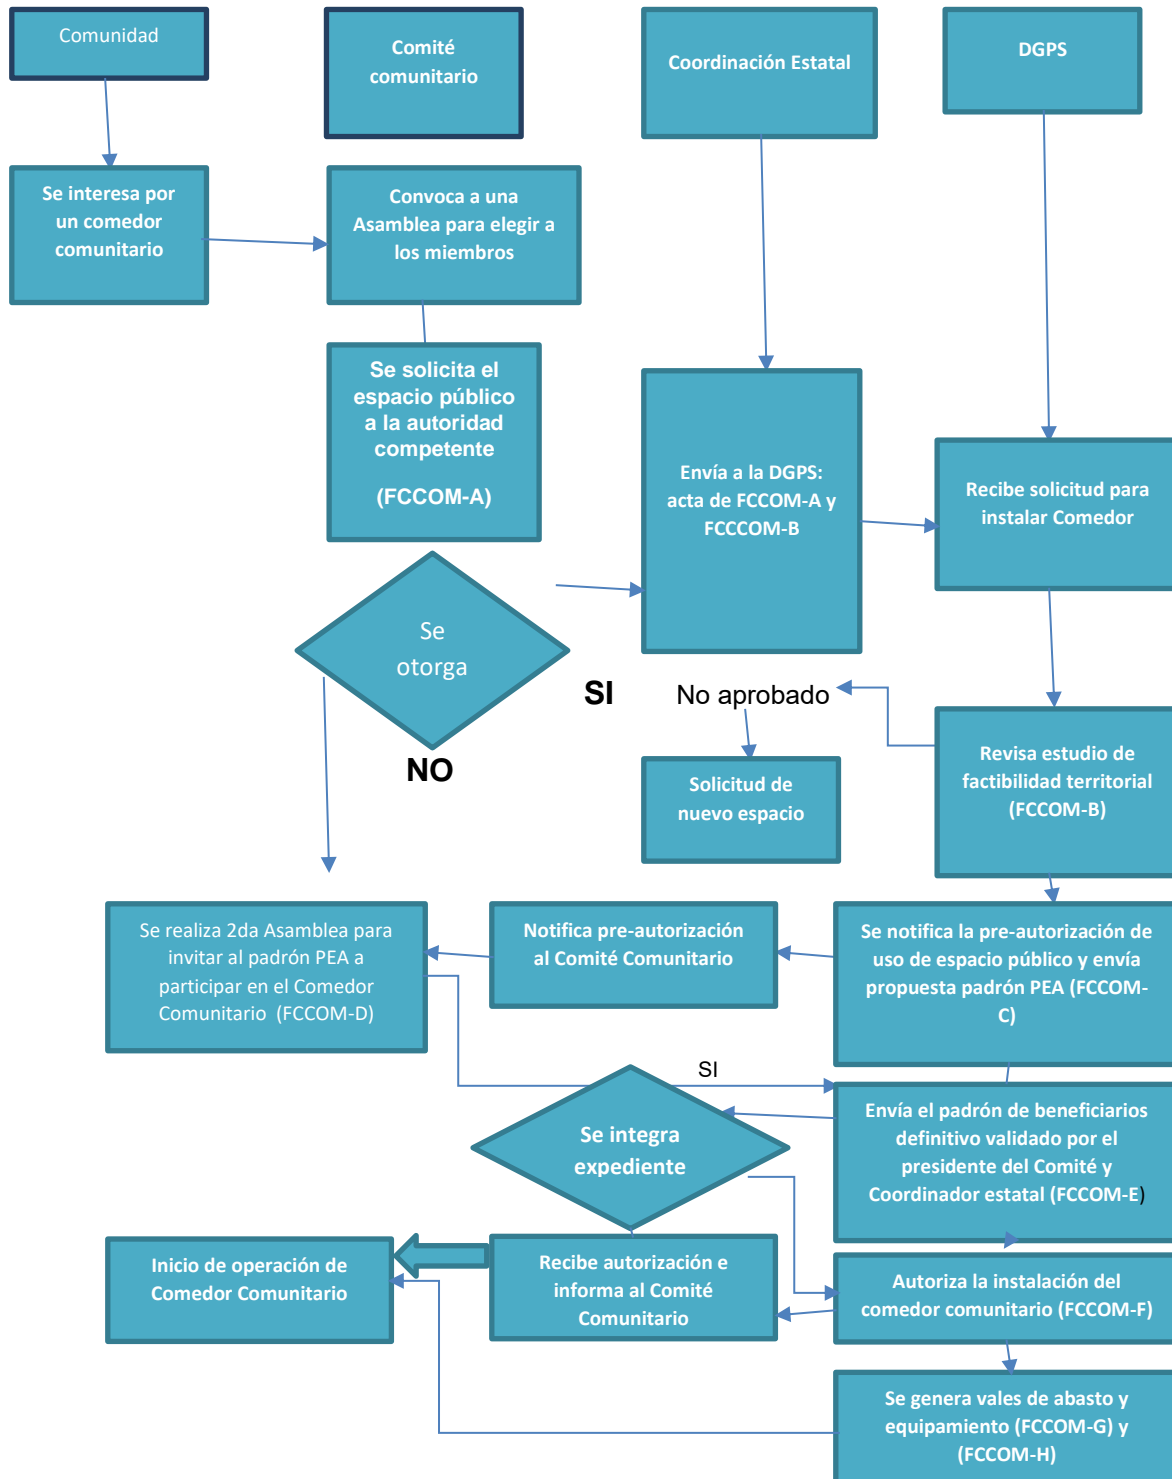 Comunidad
Comité
comunitario
Coordinación Estatal
DGPS
Se interesa por
un comedor
comunitario
Convoca a una
Asamblea para elegir a
los miembros
Se solicita el
espacio público
a la autoridad
competente
(FCCOM-A)
Envía a la DGPS:
acta de FCCOM-A y
FCCCOM-B
Recibe solicitud para
instalar Comedor
Se
otorga
SI
NO
No aprobado
Solicitud de
nuevo espacio
Revisa estudio de
factibilidad territorial
(FCCOM-B)
Se realiza 2da Asamblea para
invitar al padrón PEA a
participar en el Comedor
Comunitario (FCCOM-D)
Notifica pre-autorización
al Comité Comunitario
Se notifica la pre-autorización de
uso de espacio público y envía
propuesta padrón PEA (FCCOM-
C)
SI
Se integra
expediente
Envía el padrón de beneficiarios
definitivo validado por el
presidente del Comité y
Coordinador estatal (FCCOM-E)
Inicio de operación de
Comedor Comunitario
Recibe autorización e
informa al Comité
Comunitario
Autoriza la instalación del
comedor comunitario (FCCOM-F)
Se genera vales de abasto y
equipamiento (FCCOM-G) y
(FCCOM-H)